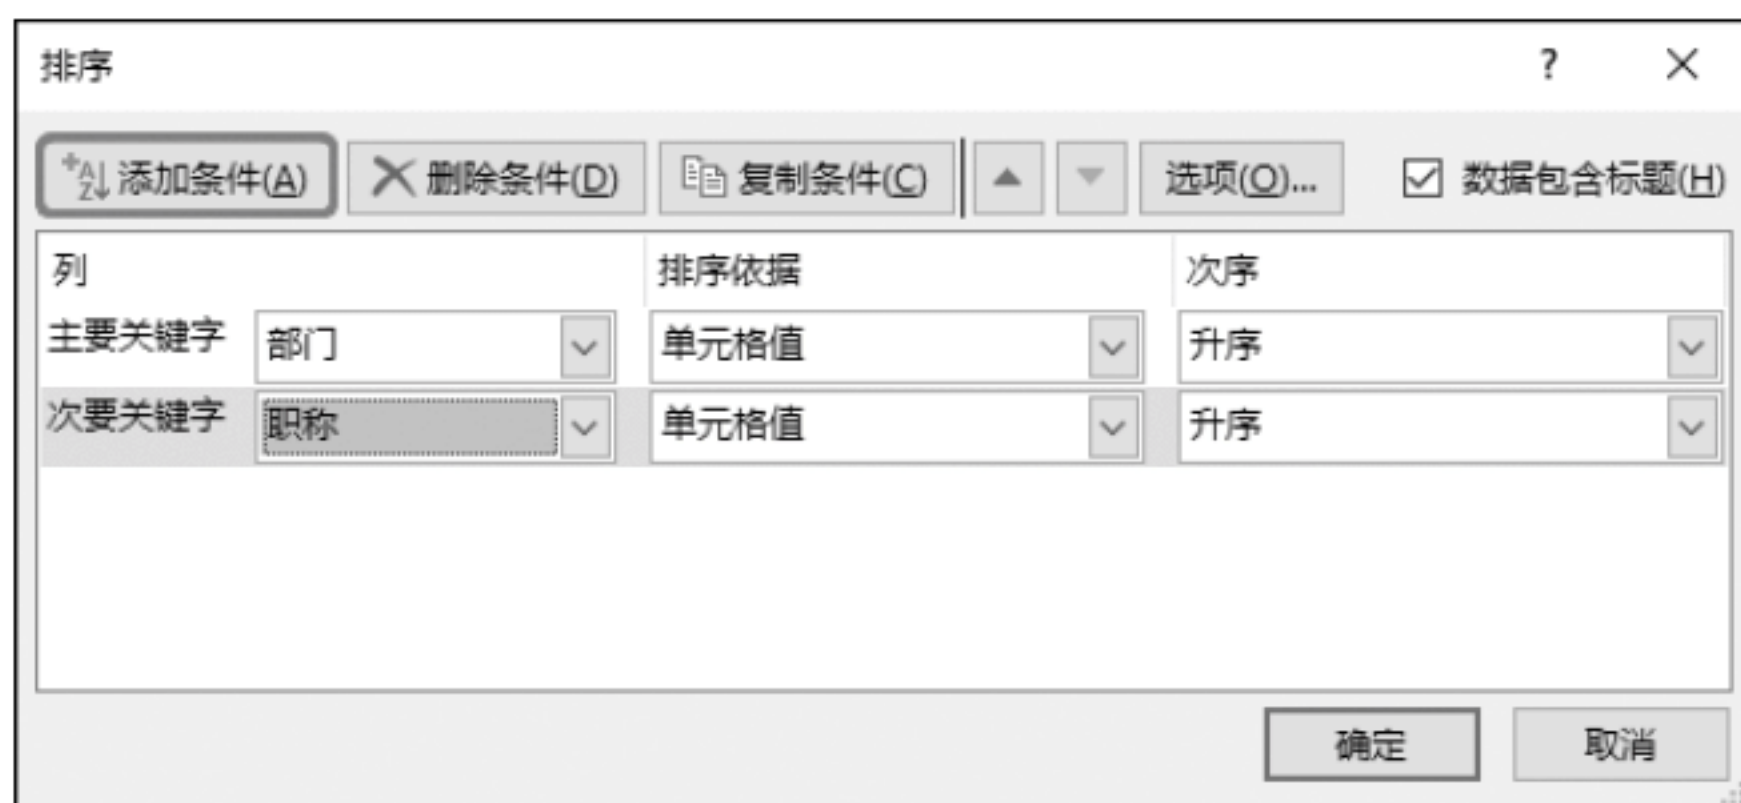 排序 ?
添加条件(A) 删除条件(D) 复制条件(C) 选项(O)... 数据包含标题(H)
列 排序依据 次序
主要关键字 部门 单元格值 升序
次要关键字 职称 单元格值 升序
确定 取消